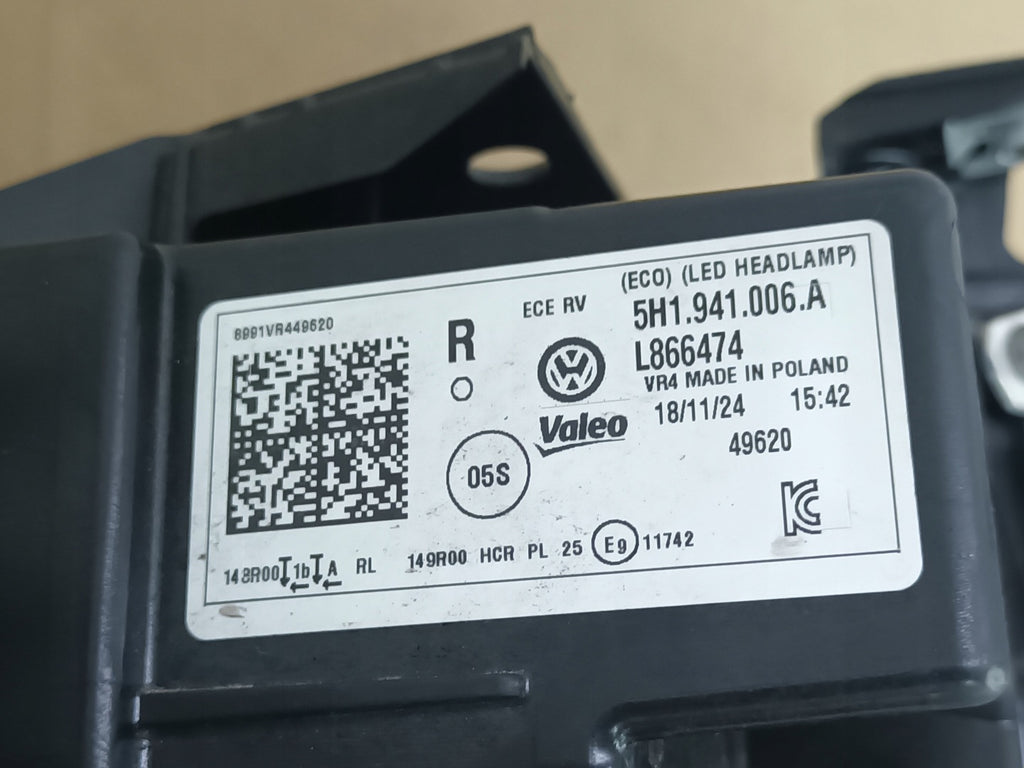 (ECO) (LED HEADLAMP)
ECE RV
5H1.941.006.A
8991VR449620
R
L866474
VR4 MADE IN POLAND
Valeo
18/11/24 15:42
49620
05S
148R00 1b A RL 149R00 HCR PL 25 E9 11742